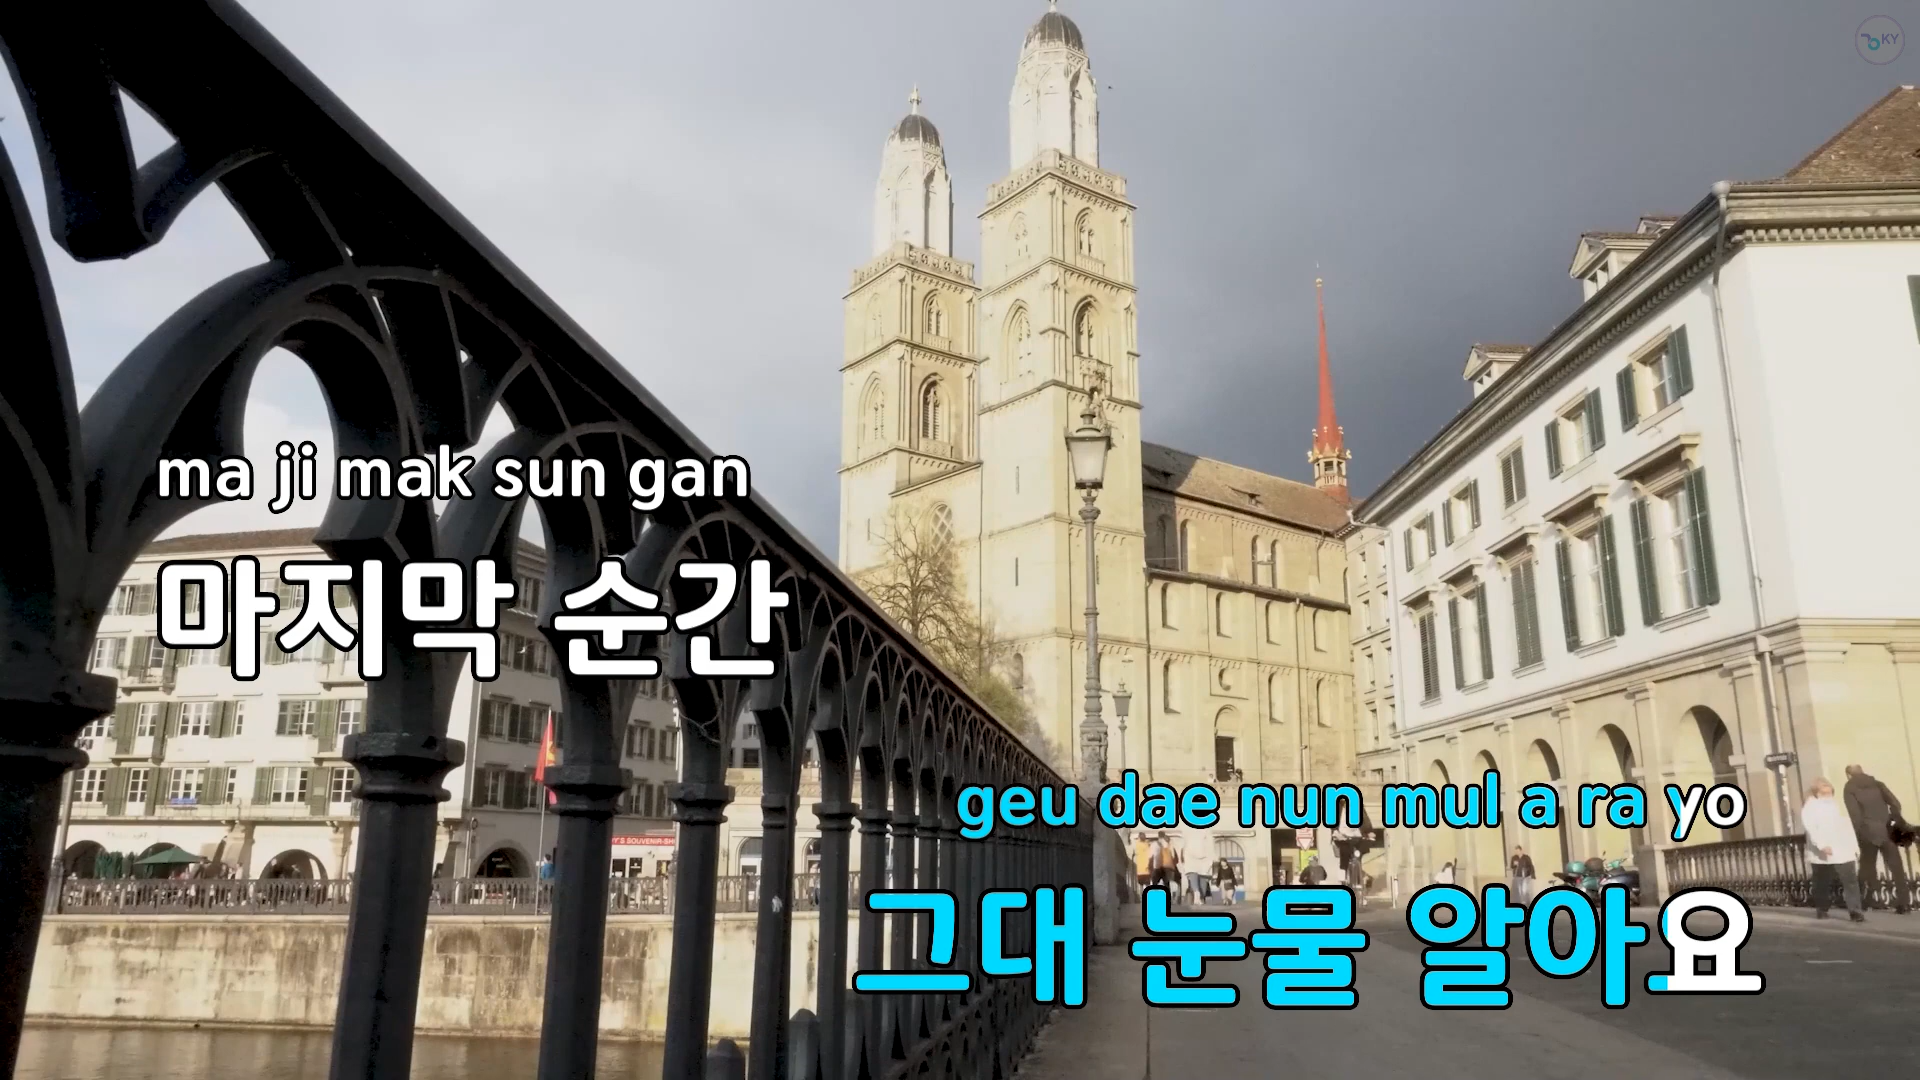 KY
ma ji mak sun gan
마지막 순간
geu dae nun mul a ra yo
그대 눈물 알아요